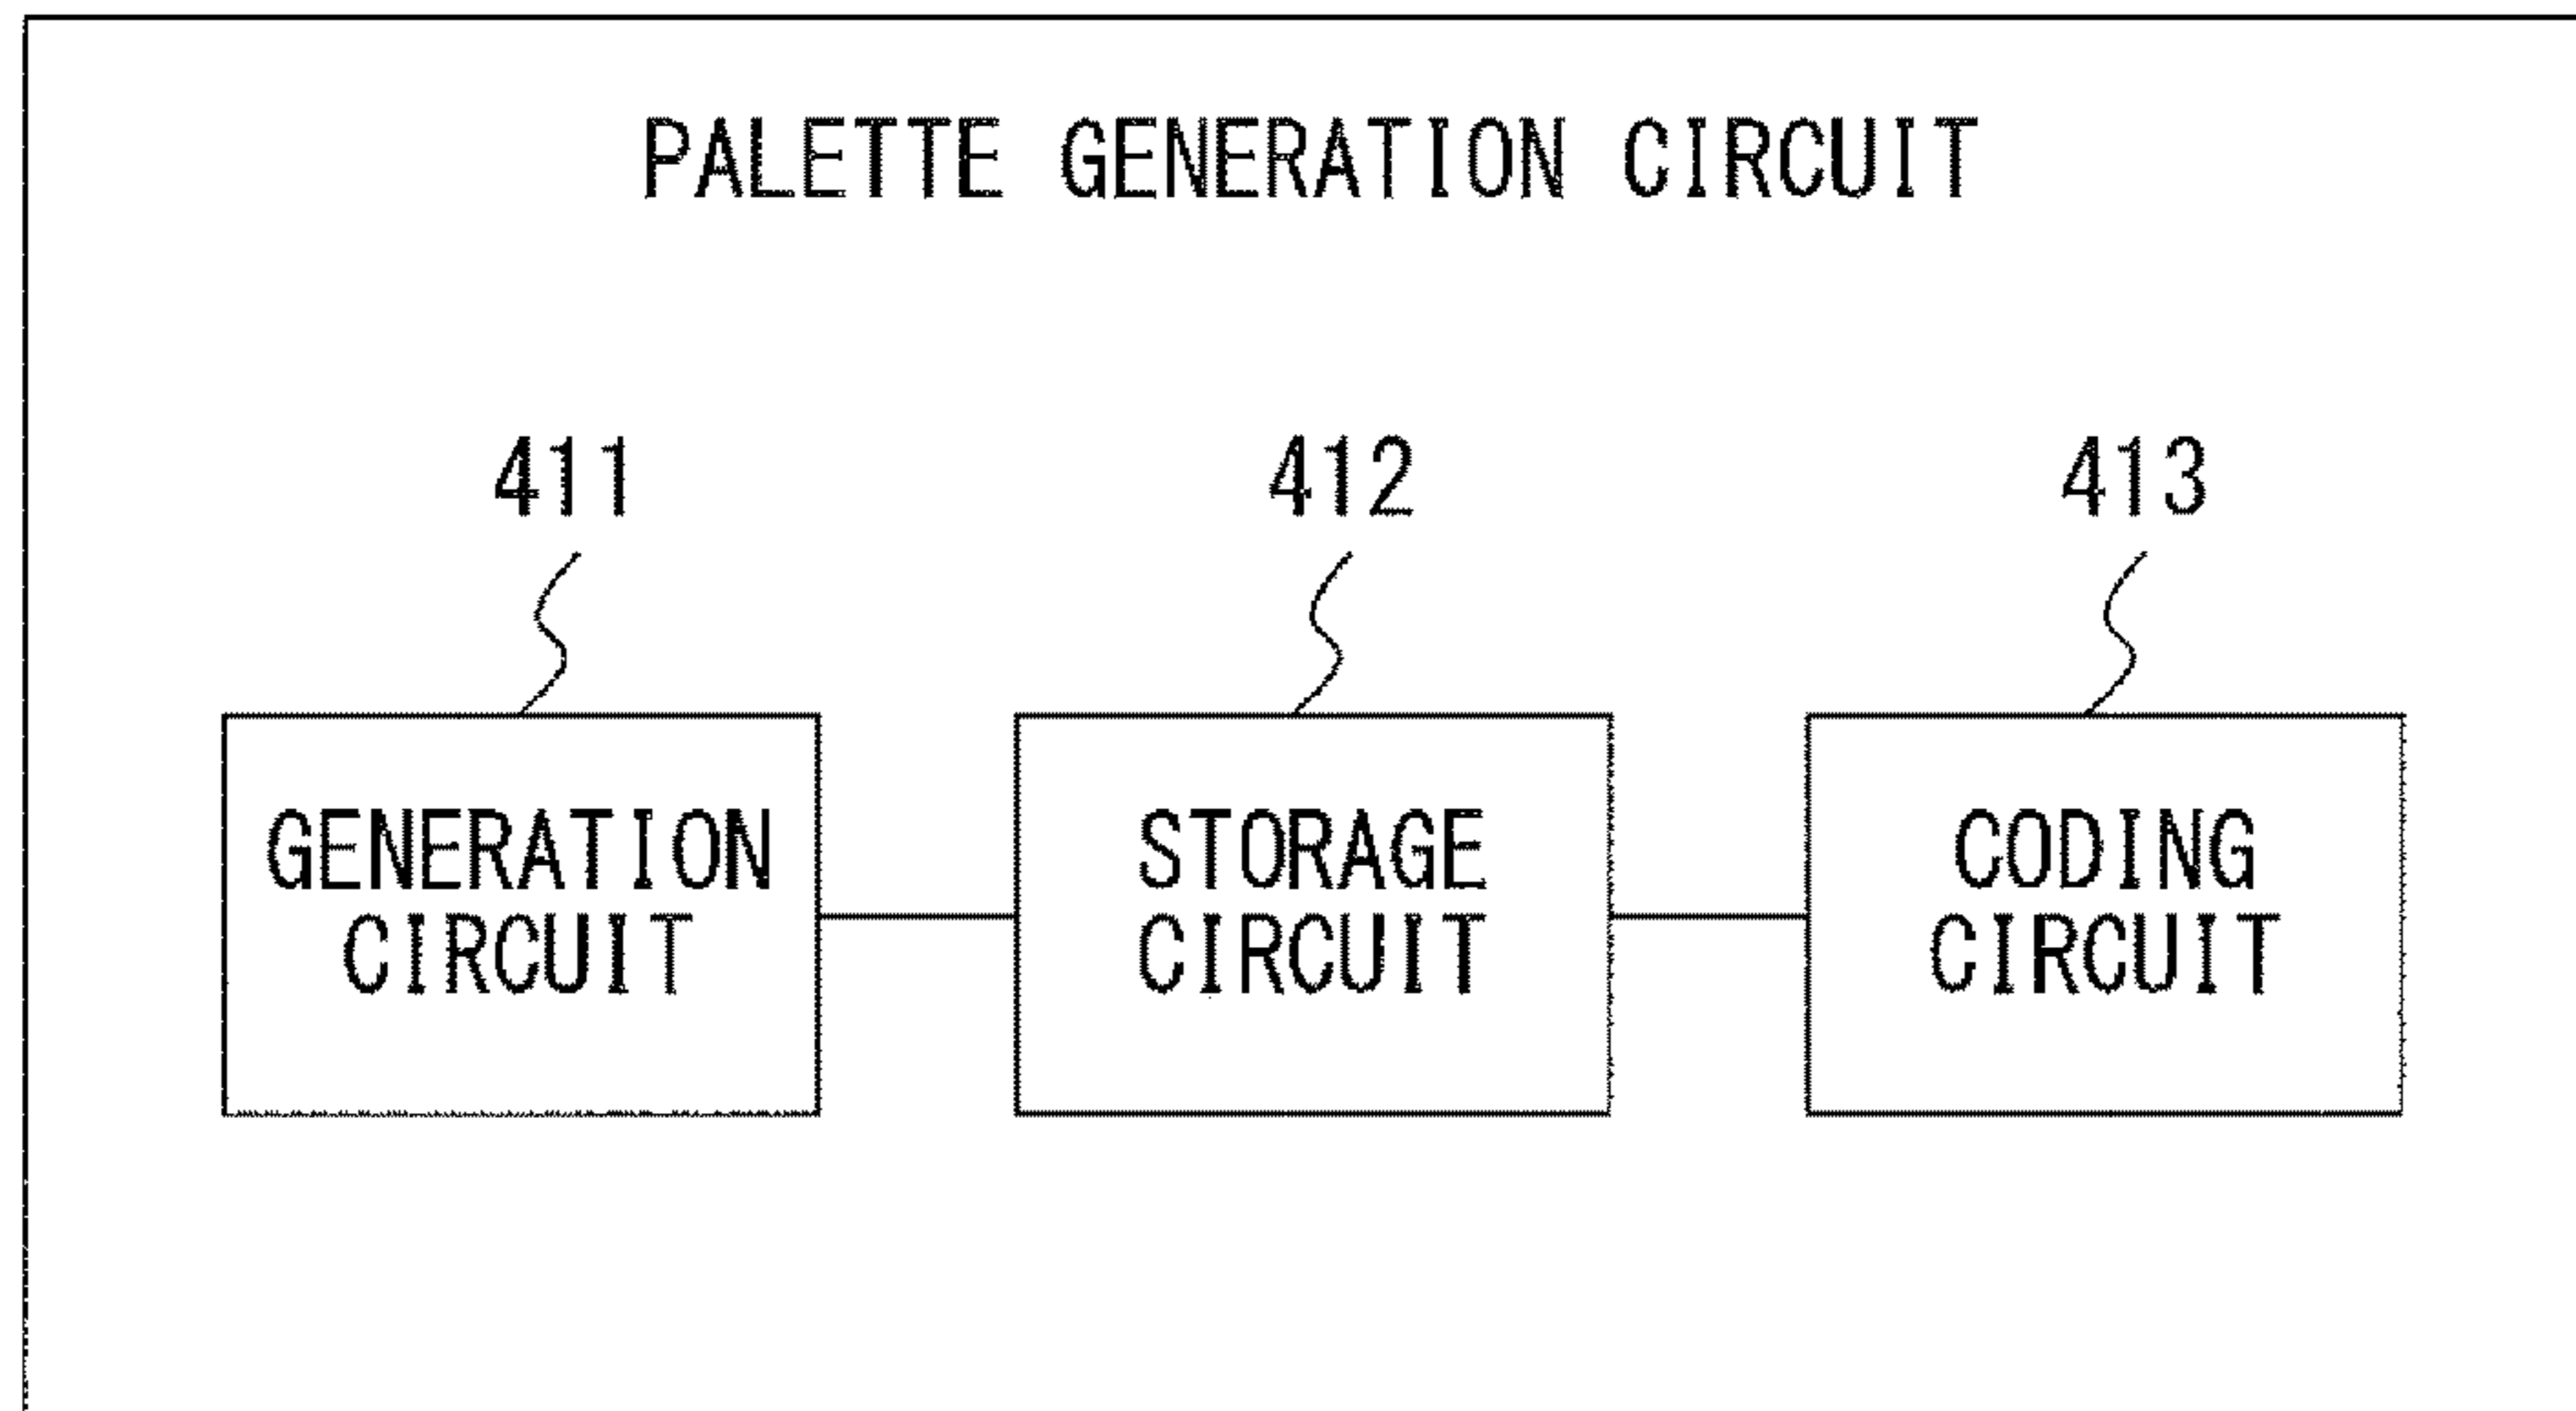 PALETTE GENERATION CIRCUIT
411
412
413
GENERATION
CIRCUIT
STORAGE
CIRCUIT
CODING
CIRCUIT